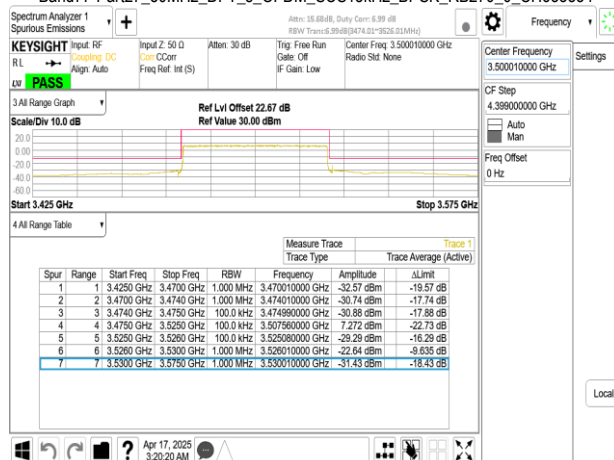 Spectrum Analyzer 1
Spurious Emissions
Attn: 15.68dB, Duty Corr: 6.99 dB
RBW Trans:6.99dB(3474.01~3526.01MHz)
Frequency
KEYSIGHT
Input: RF
Input Z: 50 Ω
Atten: 30 dB
Trig: Free Run
Center Freq: 3.500010000 GHz
RL
Coupling: DC
Corr CCorr
Gate: Off
Radio Std: None
Align: Auto
Freq Ref: Int (S)
IF Gain: Low
LXI
PASS
Center Frequency
3.500010000 GHz
Settings
CF Step
4.399000000 GHz
Auto
Man
Freq Offset
0 Hz
3 All Range Graph
Ref Lvl Offset 22.67 dB
Scale/Div 10.0 dB
Ref Value 30.00 dBm
20.0
0.00
-20.0
-40.0
-60.0
Start 3.425 GHz
Stop 3.575 GHz
4 All Range Table
Measure Trace
Trace 1
Trace Type
Trace Average (Active)
Spur Range Start Freq Stop Freq RBW Frequency Amplitude ΔLimit
1 1 3.4250 GHz 3.4700 GHz 1.000 MHz 3.470010000 GHz -32.57 dBm -19.57 dB
2 2 3.4700 GHz 3.4740 GHz 1.000 MHz 3.474010000 GHz -30.74 dBm -17.74 dB
3 3 3.4740 GHz 3.4750 GHz 100.0 kHz 3.474990000 GHz -30.88 dBm -17.88 dB
4 4 3.4750 GHz 3.5250 GHz 100.0 kHz 3.507560000 GHz 7.272 dBm -22.73 dB
5 5 3.5250 GHz 3.5260 GHz 100.0 kHz 3.525080000 GHz -29.29 dBm -16.29 dB
6 6 3.5260 GHz 3.5300 GHz 1.000 MHz 3.526010000 GHz -22.64 dBm -9.635 dB
7 7 3.5300 GHz 3.5750 GHz 1.000 MHz 3.530010000 GHz -31.43 dBm -18.43 dB
Local
Apr 17, 2025
3:20:20 AM